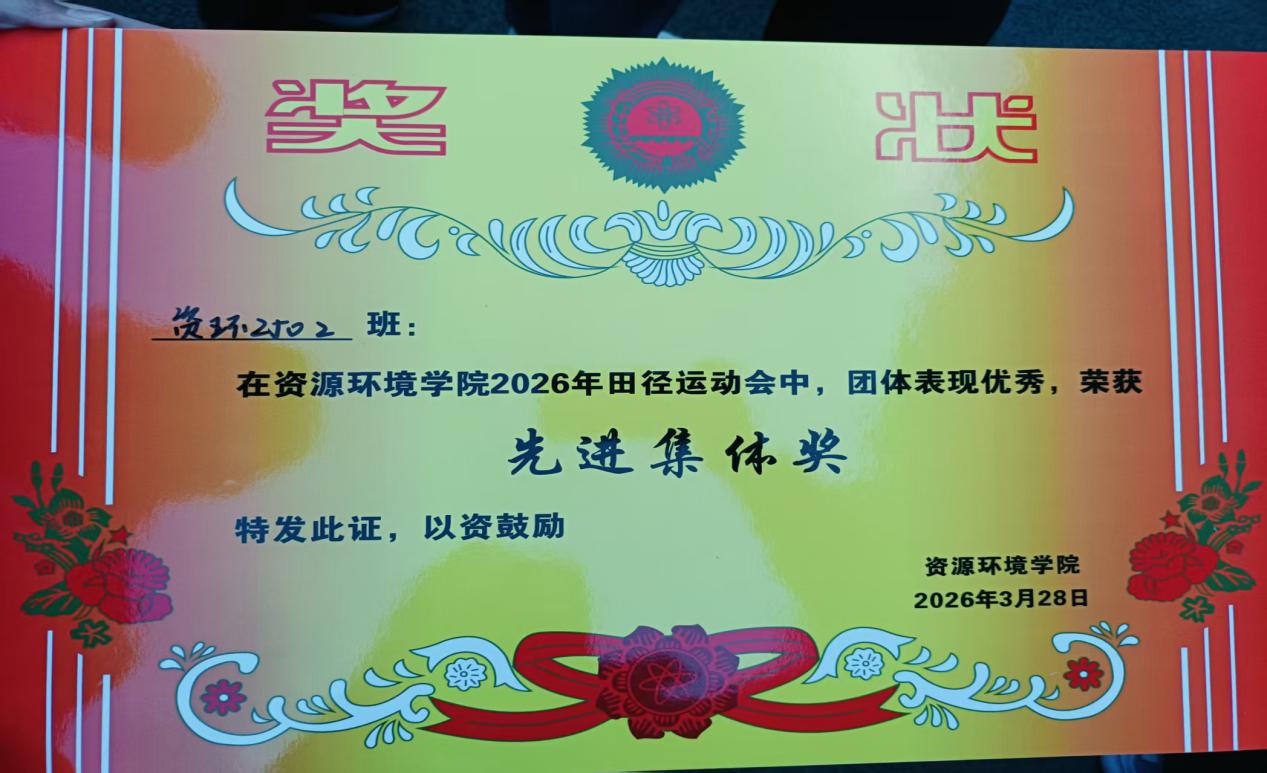 奖状
资环2502 班：
在资源环境学院2026年田径运动会中，团体表现优秀，荣获
先进集体奖
特发此证，以资鼓励
资源环境学院
2026年3月28日